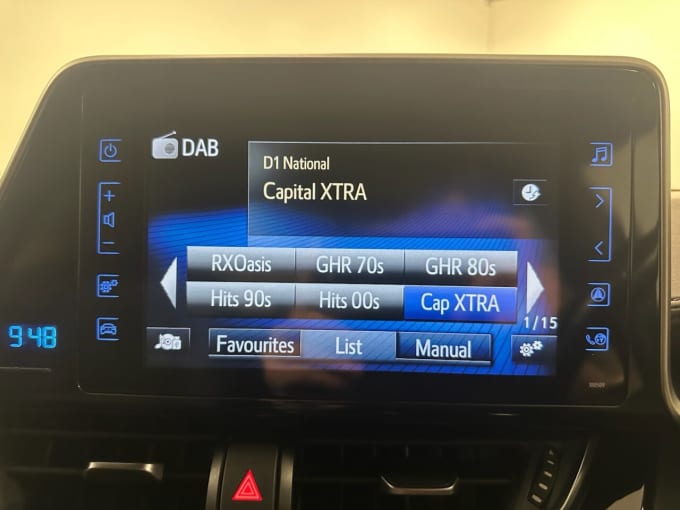 DAB
D1 National
Capital XTRA
RXOasis GHR 70s GHR 80s
Hits 90s Hits 00s Cap XTRA
1/15
Favourites List Manual
+
-
9:48